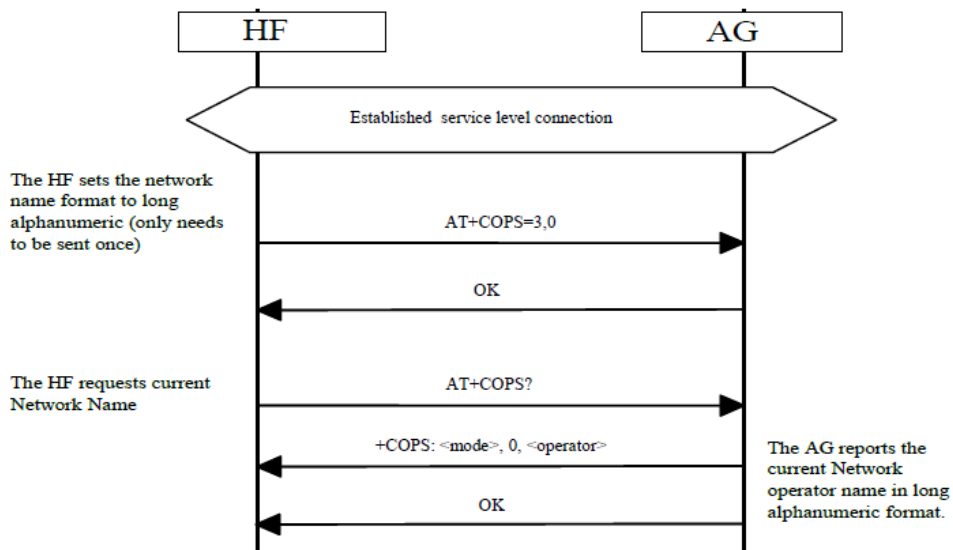 HF
AG
Established service level connection
The HF sets the network
name format to long
alphanumeric (only needs
to be sent once)
AT+COPS=3,0
OK
The HF requests current
Network Name
AT+COPS?
+COPS: <mode>, 0, <operator>
The AG reports the
current Network
operator name in long
alphanumeric format.
OK